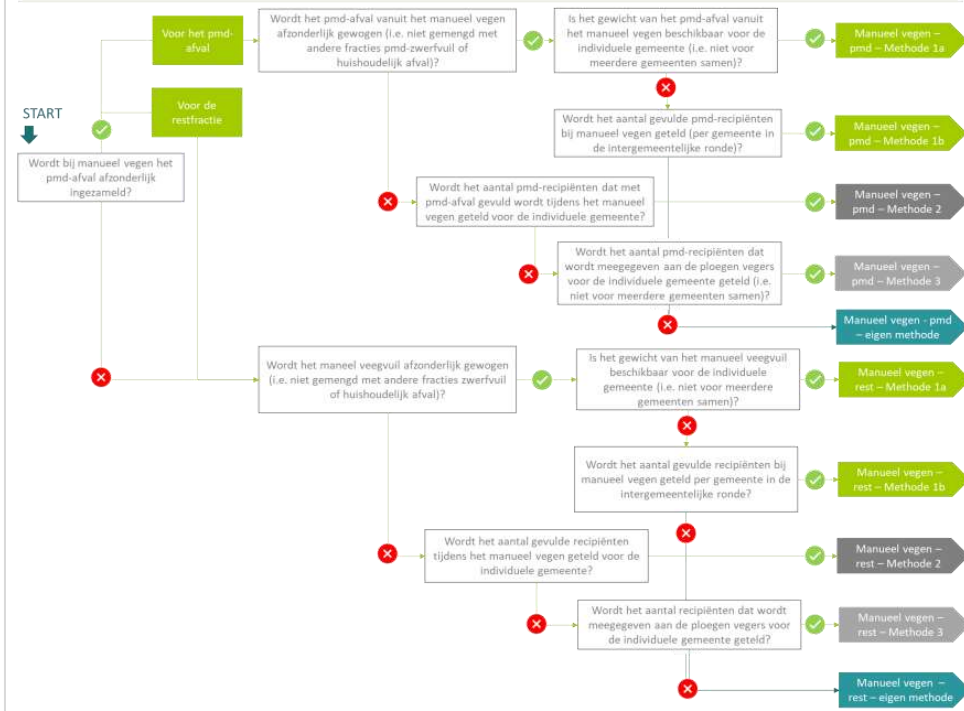 Voor het pmd-
afval
Wordt het pmd-afval vanuit het manueel vegen
afzonderlijk gewogen (i.e. niet gemengd met
andere fracties pmd-zwerfvuil of
huishoudelijk afval)?
Is het gewicht van het pmd-afval vanuit
het manueel vegen beschikbaar voor de
individuele gemeente (i.e. niet voor
meerdere gemeenten samen)?
Manueel vegen –
pmd – Methode 1a
Voor de
restfractie
START
Wordt bij manueel vegen het
pmd-afval afzonderlijk
ingezameld?
Wordt het aantal gevulde pmd-recipiënten
bij manueel vegen geteld (per gemeente in
de intergemeentelijke ronde)?
Manueel vegen –
pmd – Methode 1b
Wordt het aantal pmd-recipiënten dat met
pmd-afval gevuld wordt tijdens het manueel
vegen geteld voor de individuele gemeente?
Manueel vegen –
pmd – Methode 2
Wordt het aantal pmd-recipiënten dat
wordt meegegeven aan de ploegen vegers
voor de individuele gemeente geteld (i.e.
niet voor meerdere gemeenten samen)?
Manueel vegen –
pmd – Methode 3
Manueel vegen - pmd
– eigen methode
Wordt het maneel veegvuil afzonderlijk gewogen
(i.e. niet gemengd met andere fracties zwerfvuil
of huishoudelijk afval)?
Is het gewicht van het manueel veegvuil
beschikbaar voor de individuele
gemeente (i.e. niet voor meerdere
gemeenten samen)?
Manueel vegen –
rest – Methode 1a
Wordt het aantal gevulde recipiënten bij
manueel vegen geteld per gemeente in de
intergemeentelijke ronde?
Manueel vegen –
rest – Methode 1b
Wordt het aantal gevulde recipiënten
tijdens het manueel vegen geteld voor de
individuele gemeente?
Manueel vegen –
rest – Methode 2
Wordt het aantal recipiënten dat wordt
meegegeven aan de ploegen vegers voor
de individuele gemeente geteld?
Manueel vegen –
rest – Methode 3
Manueel vegen –
rest – eigen methode